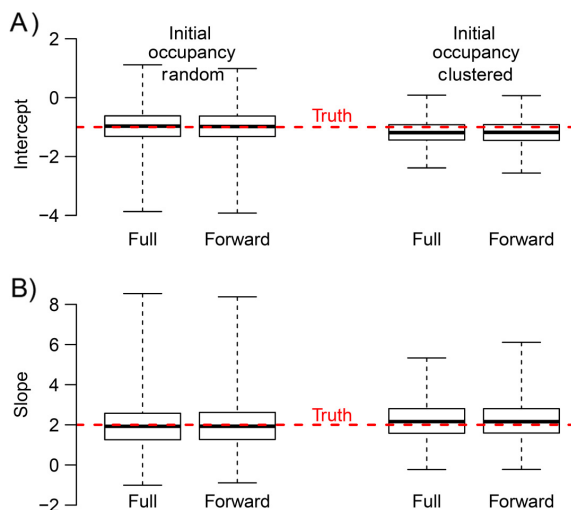 A)
Initial
occupancy
random
Initial
occupancy
clustered
Intercept
2
0
−2
−4
Truth
Full
Forward
Full
Forward
B)
Slope
8
6
4
2
0
−2
Truth
Full
Forward
Full
Forward